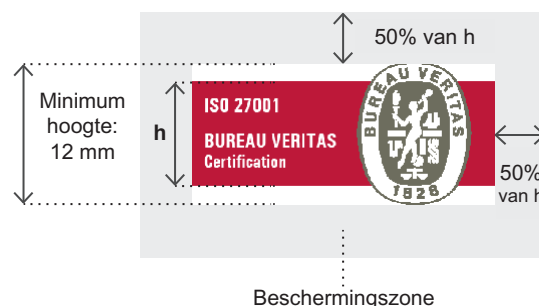 50% van h
Minimum
hoogte:
12 mm
h
ISO 27001
BUREAU VERITAS
Certification
BUREAU VERITAS
1828
50%
van h
Beschermingszone